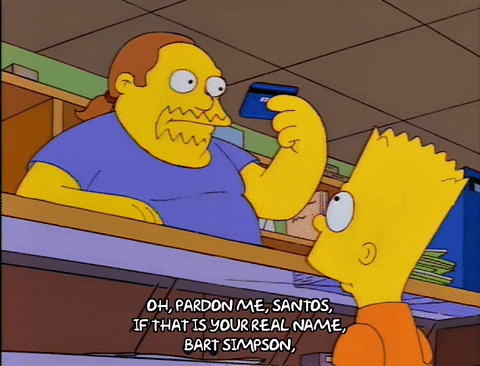 OH, PARDON ME, SANTOS,
IF THAT IS YOUR REAL NAME,
BART SIMPSON,